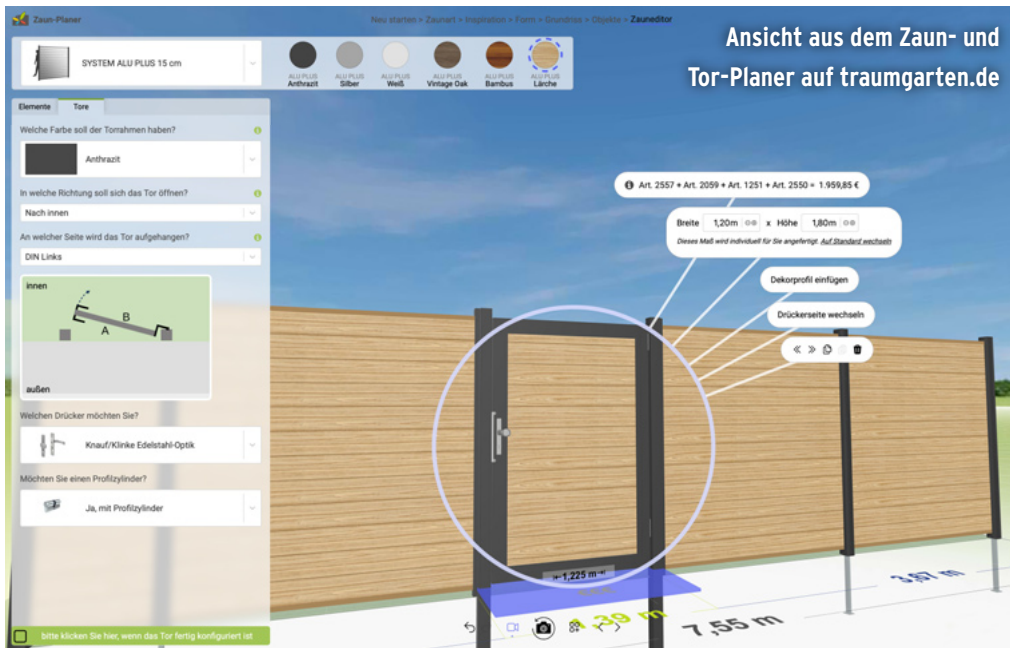 Zaun-Planer
Neu starten > Zaunart > Inspiration > Form > Grundriss > Objekte > Zauneditor
Ansicht aus dem Zaun- und
Tor-Planer auf traumgarten.de
SYSTEM ALU PLUS 15 cm
ALU PLUS
Anthrazit
ALU PLUS
Silber
ALU PLUS
Weiß
ALU PLUS
Vintage Oak
ALU PLUS
Bambus
ALU PLUS
Lärche
Elemente
Tore
Welche Farbe soll der Torrahmen haben?
Anthrazit
In welche Richtung soll sich das Tor öffnen?
Nach innen
An welcher Seite wird das Tor aufgehangen?
DIN Links
innen
B
A
außen
Welchen Drücker möchten Sie?
Knauf/Klinke Edelstahl-Optik
Möchten Sie einen Profilzylinder?
Ja, mit Profilzylinder
bitte klicken Sie hier, wenn das Tor fertig konfiguriert ist
Art. 2557 + Art. 2059 + Art. 1251 + Art. 2550 = 1.959,85 €
Breite 1,20m x Höhe 1,80m
Dieses Maß wird individuell für Sie angefertigt. Auf Standard wechseln
Dekorprofil einfügen
Drückerseite wechseln
1,225 m
,39 m
7,55 m
3,67 m